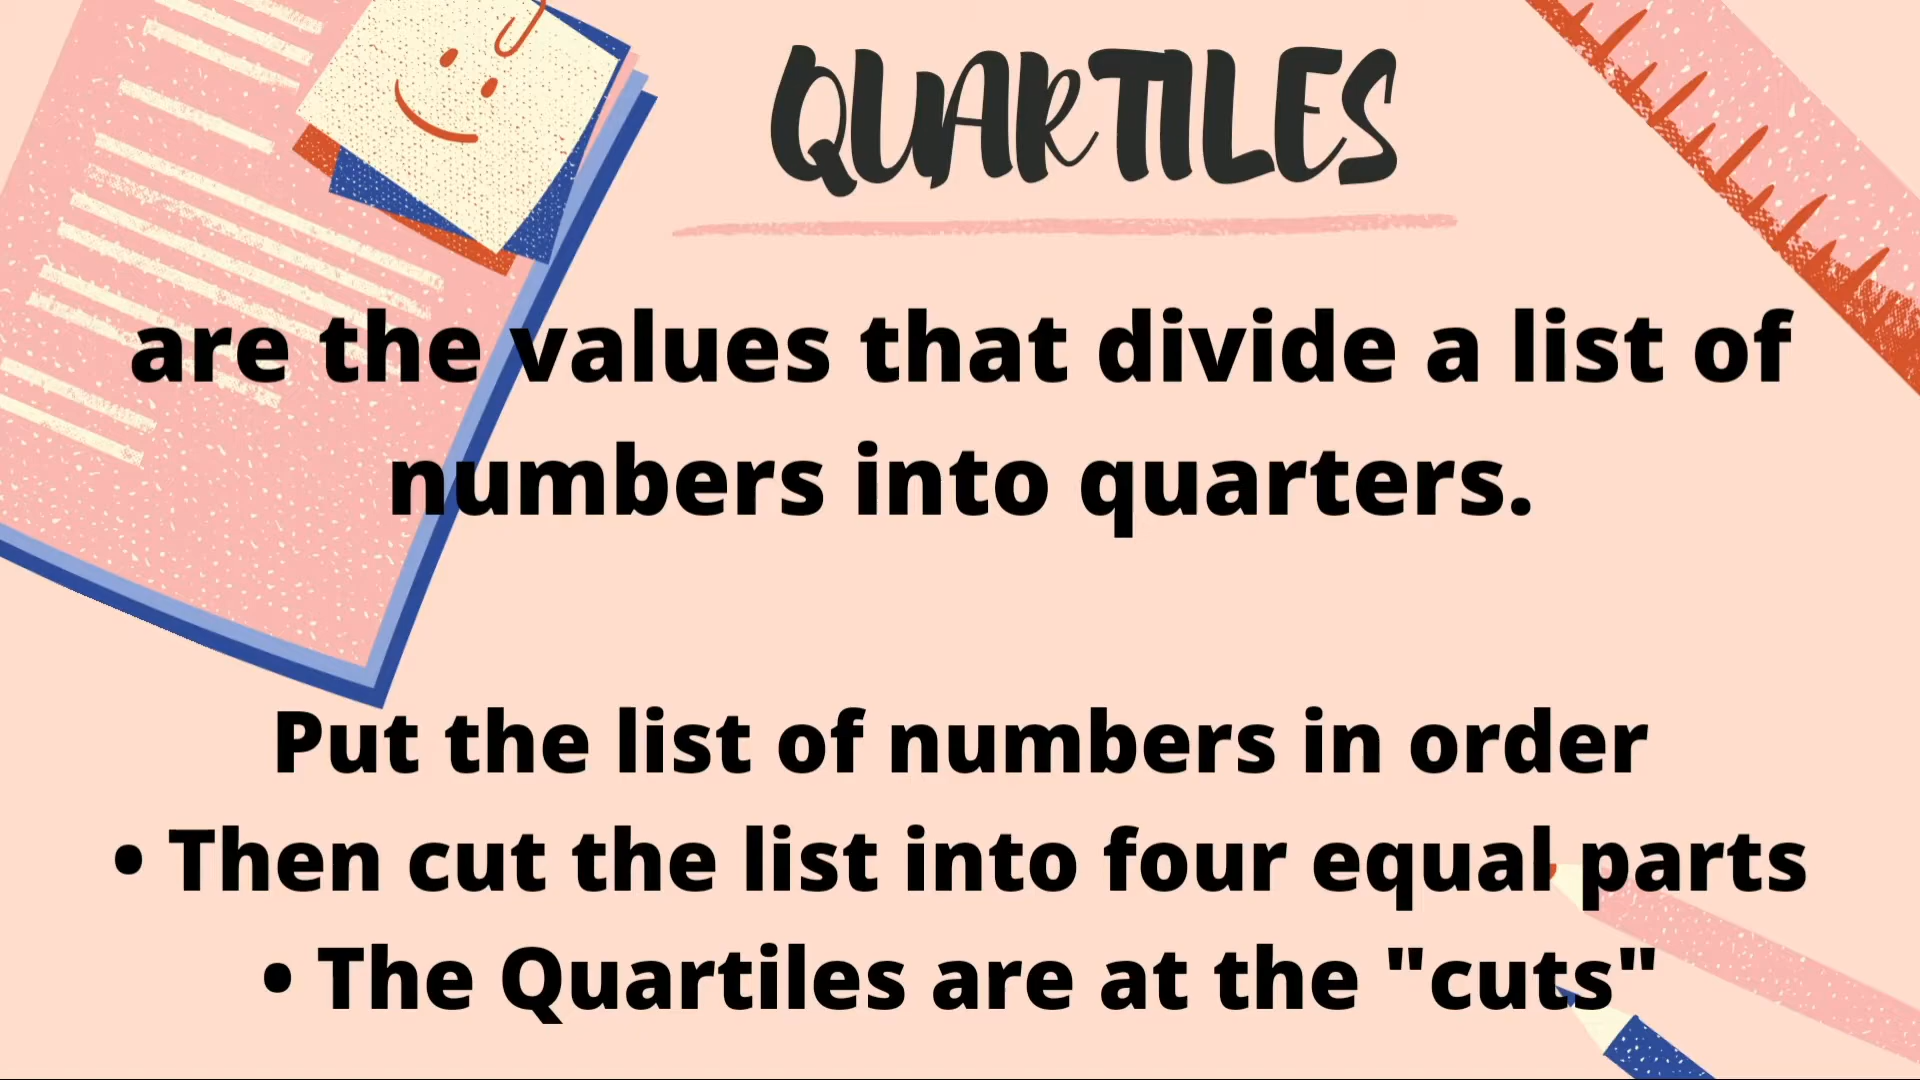 QUARTILES
are the values that divide a list of
numbers into quarters.
Put the list of numbers in order
• Then cut the list into four equal parts
• The Quartiles are at the "cuts"